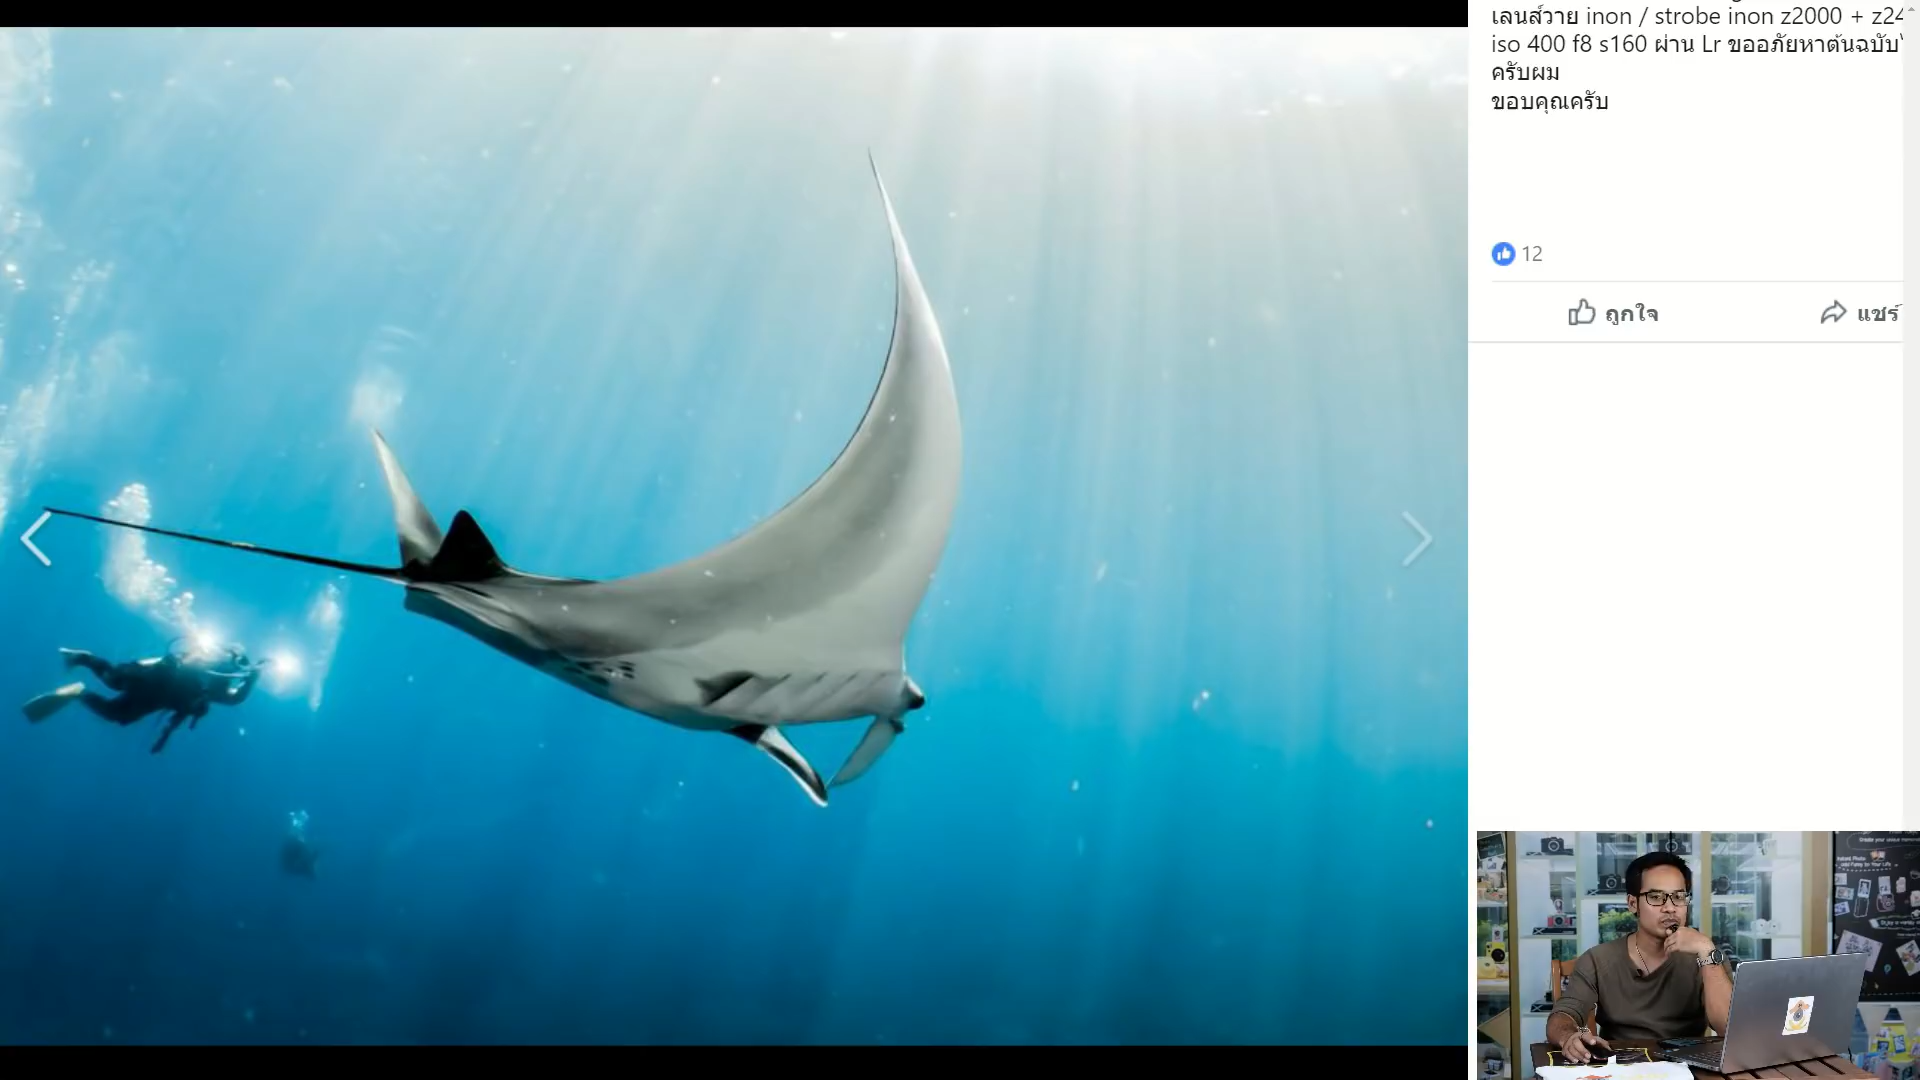 เลนส์วาย inon / strobe inon z2000 +
iso 400 f8 s160 ผ่าน Lr ขออภัยหาต้นฉบับ
ครับผม
ขอบคุณครับ
12
ถูกใจ
แชร์